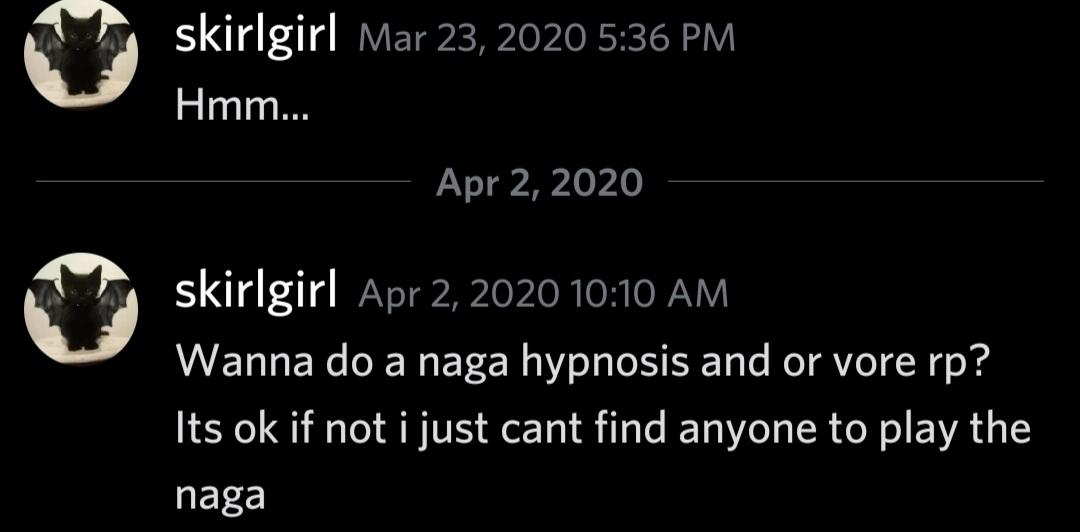 skirlgirl Mar 23, 2020 5:36 PM
Hmm...
Apr 2, 2020
skirlgirl Apr 2, 2020 10:10 AM
Wanna do a naga hypnosis and or vore rp?
Its ok if not i just cant find anyone to play the
naga